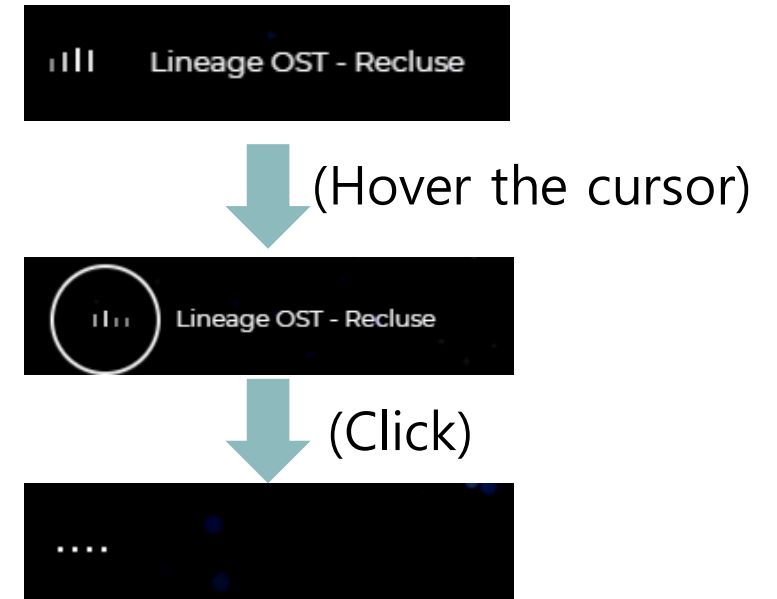 Lineage OST - Recluse
(Hover the cursor)
Lineage OST - Recluse
(Click)
....